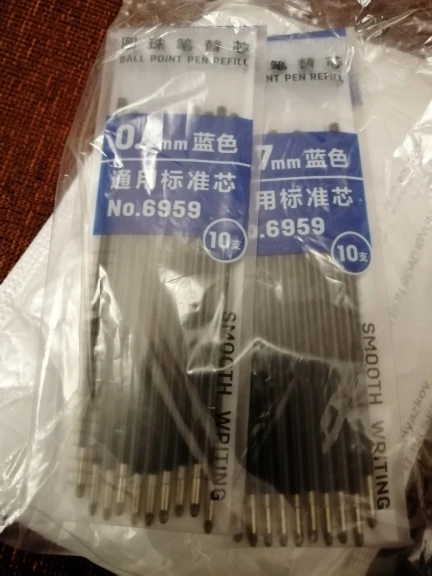 圆珠笔替芯
BALL POINT PEN REFILL
mm 蓝色
通用标准芯
No.6959
10支
SMOOTH WRITING
笔替芯
NT PEN REFILL
7mm 蓝色
用标准芯
.6959
10支
SMOOTH WRITING